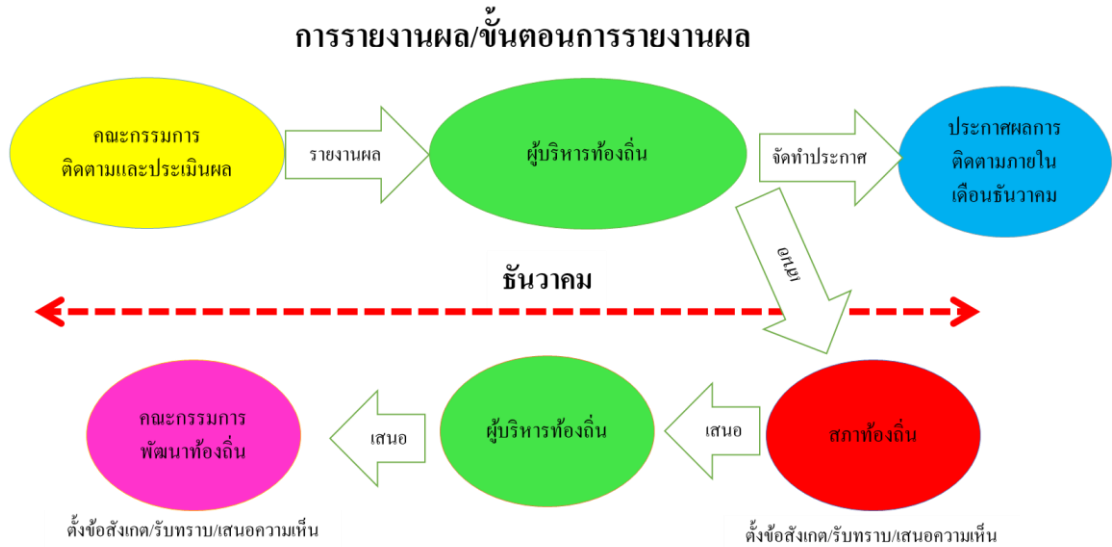 การรายงานผล/ขั้นตอนการรายงานผล
คณะกรรมการ
ติดตามและประเมินผล
รายงานผล
ผู้บริหารท้องถิ่น
จัดทำประกาศ
ประกาศผลการ
ติดตามภายใน
เดือนธันวาคม
เสนอ
ธันวาคม
คณะกรรมการ
พัฒนาท้องถิ่น
เสนอ
ผู้บริหารท้องถิ่น
เสนอ
สภาท้องถิ่น
ตั้งข้อสังเกต/รับทราบ/เสนอความเห็น
ตั้งข้อสังเกต/รับทราบ/เสนอความเห็น